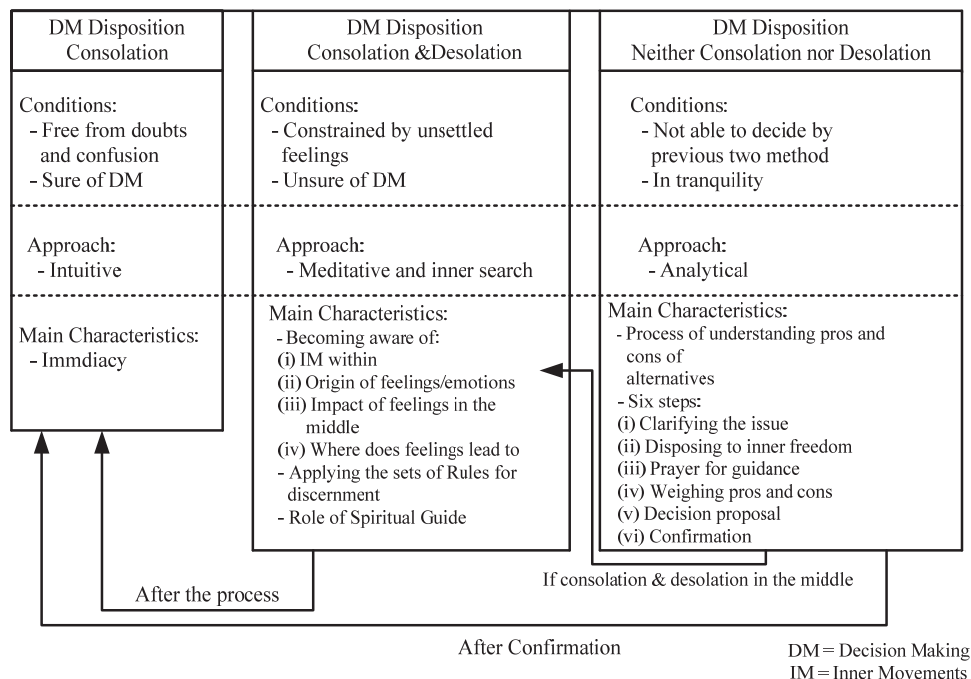 DM Disposition
Consolation
Conditions:
- Free from doubts
and confusion
- Sure of DM
Approach:
- Intuitive
Main Characteristics:
- Immdiacy
DM Disposition
Consolation &Desolation
Conditions:
- Constrained by unsettled
feelings
- Unsure of DM
Approach:
- Meditative and inner search
Main Characteristics:
- Becoming aware of:
(i) IM within
(ii) Origin of feelings/emotions
(iii) Impact of feelings in the
middle
(iv) Where does feelings lead to
- Applying the sets of Rules for
discernment
- Role of Spiritual Guide
DM Disposition
Neither Consolation nor Desolation
Conditions:
- Not able to decide by
previous two method
- In tranquility
Approach:
- Analytical
Main Characteristics:
- Process of understanding pros and
cons of
alternatives
- Six steps:
(i) Clarifying the issue
(ii) Disposing to inner freedom
(iii) Prayer for guidance
(iv) Weighing pros and cons
(v) Decision proposal
(vi) Confirmation
If consolation & desolation in the middle
After the process
After Confirmation
DM = Decision Making
IM = Inner Movements